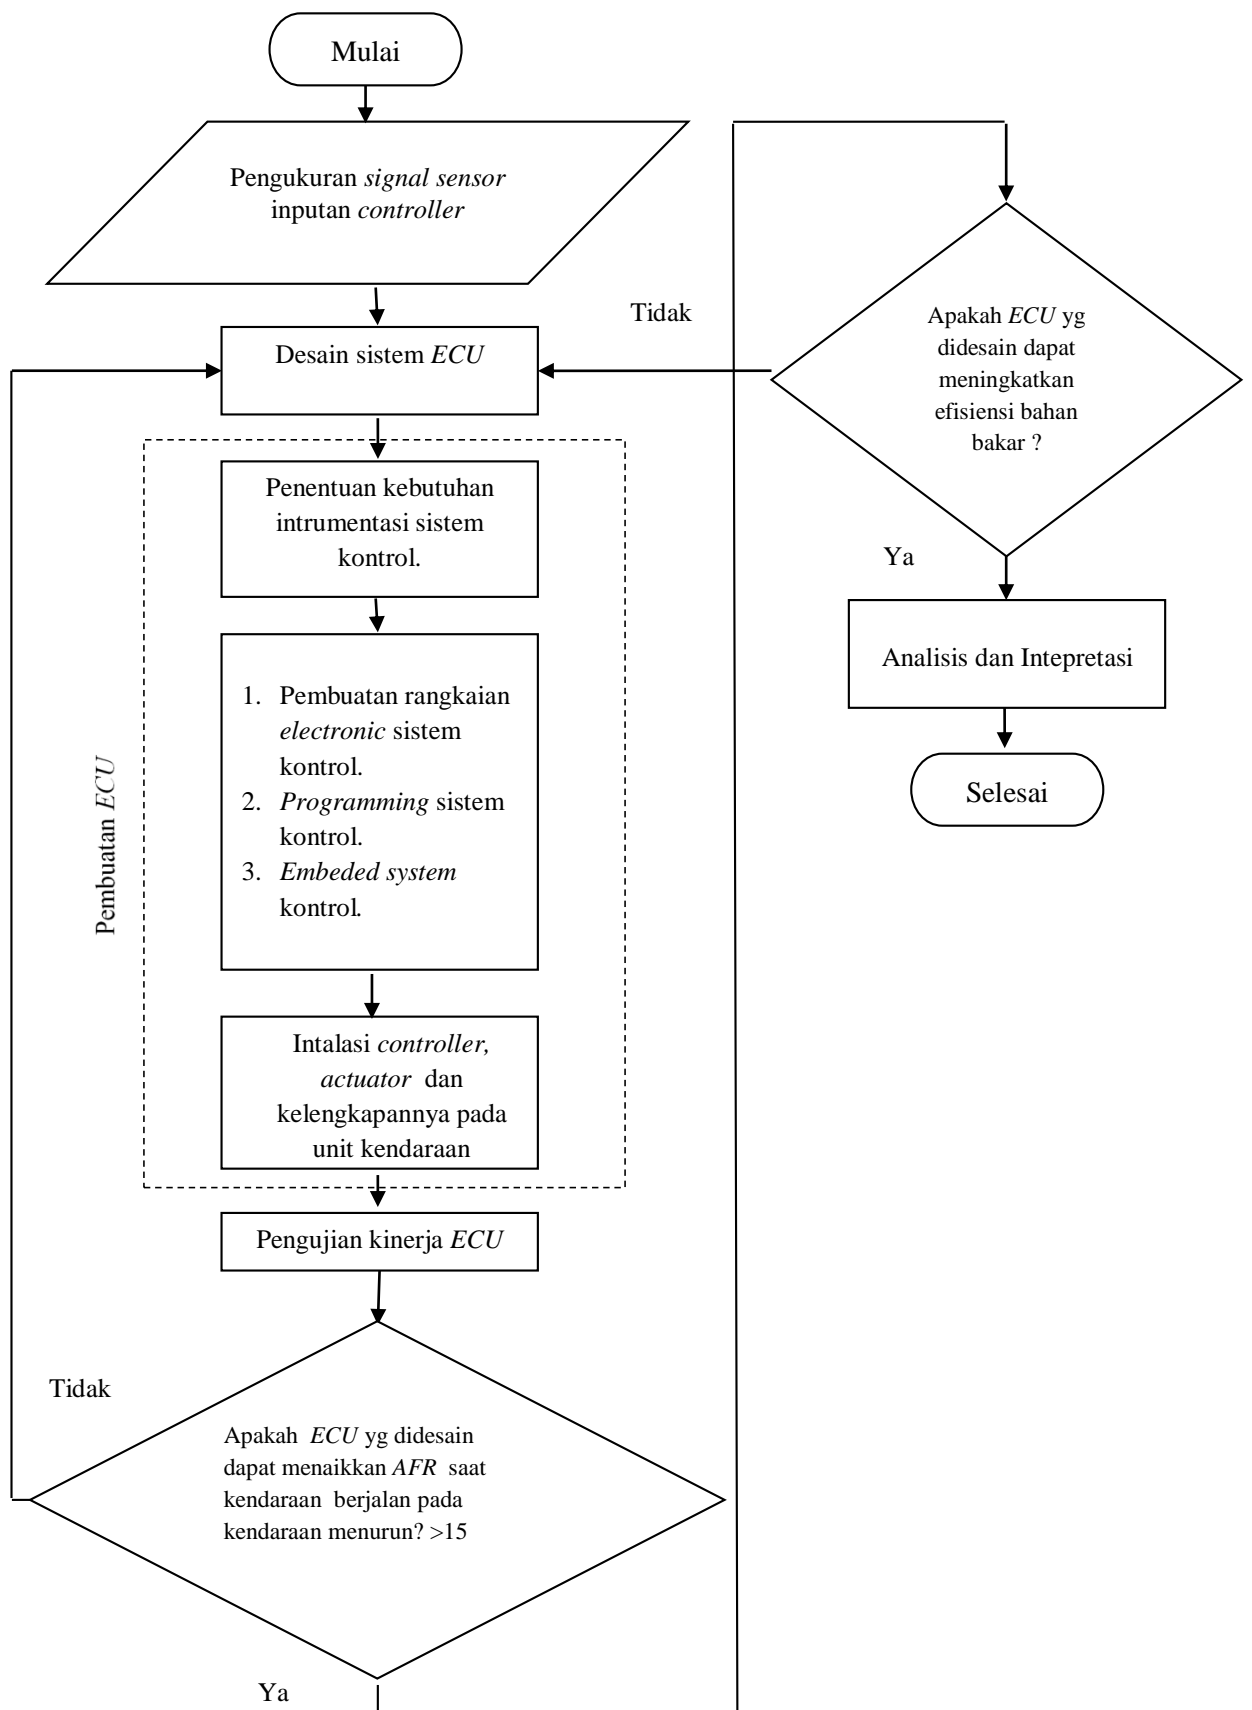 Mulai
Pengukuran signal sensor
inputan controller
Desain sistem ECU
Penentuan kebutuhan
intrumentasi sistem
kontrol.
1. Pembuatan rangkaian
electronic sistem
kontrol.
2. Programming sistem
kontrol.
3. Embeded system
kontrol.
Pembuatan ECU
Intalasi controller,
actuator dan
kelengkapannya pada
unit kendaraan
Pengujian kinerja ECU
Tidak
Apakah ECU yg didesain
dapat menaikkan AFR saat
kendaraan berjalan pada
kendaraan menurun? >15
Ya
Tidak
Apakah ECU yg
didesain dapat
meningkatkan
efisiensi bahan
bakar ?
Ya
Analisis dan Intepretasi
Selesai